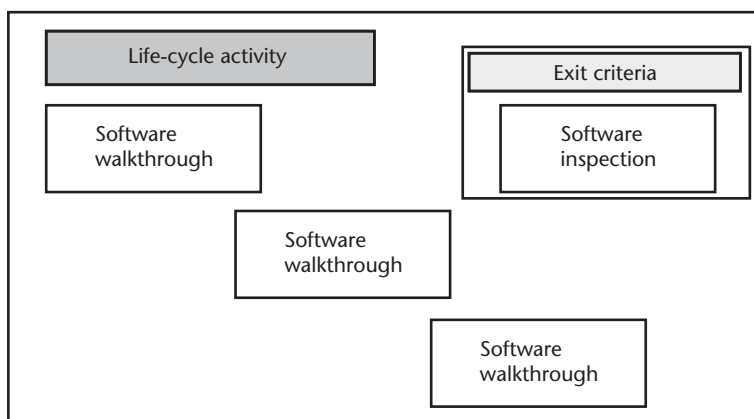 Life-cycle activity
Exit criteria
Software
walkthrough
Software
inspection
Software
walkthrough
Software
walkthrough